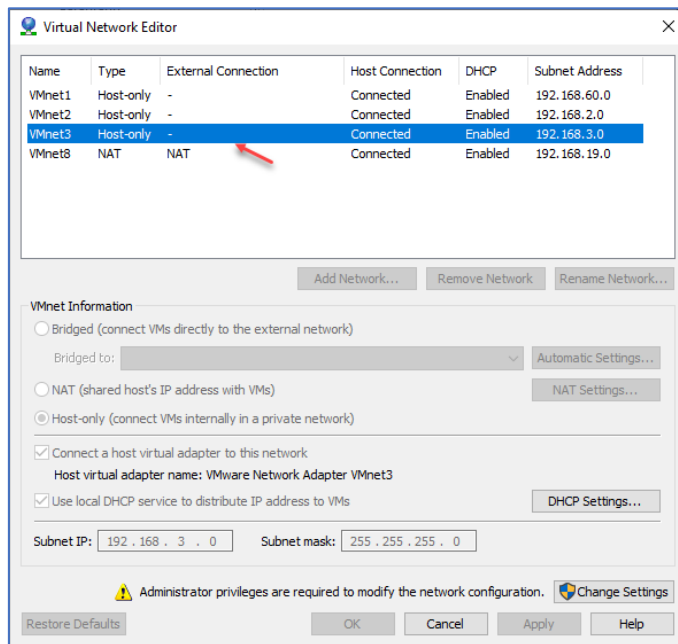 Virtual Network Editor
Name Type External Connection Host Connection DHCP Subnet Address
VMnet1 Host-only - Connected Enabled 192.168.60.0
VMnet2 Host-only - Connected Enabled 192.168.2.0
VMnet3 Host-only - Connected Enabled 192.168.3.0
VMnet8 NAT NAT Connected Enabled 192.168.19.0
Add Network... Remove Network Rename Network...
VMnet Information
Bridged (connect VMs directly to the external network)
Bridged to: Automatic Settings...
NAT (shared host's IP address with VMs) NAT Settings...
Host-only (connect VMs internally in a private network)
Connect a host virtual adapter to this network
Host virtual adapter name: VMware Network Adapter VMnet3
Use local DHCP service to distribute IP address to VMs DHCP Settings...
Subnet IP: 192 . 168 . 3 . 0 Subnet mask: 255 . 255 . 255 . 0
Administrator privileges are required to modify the network configuration. Change Settings
Restore Defaults OK Cancel Apply Help